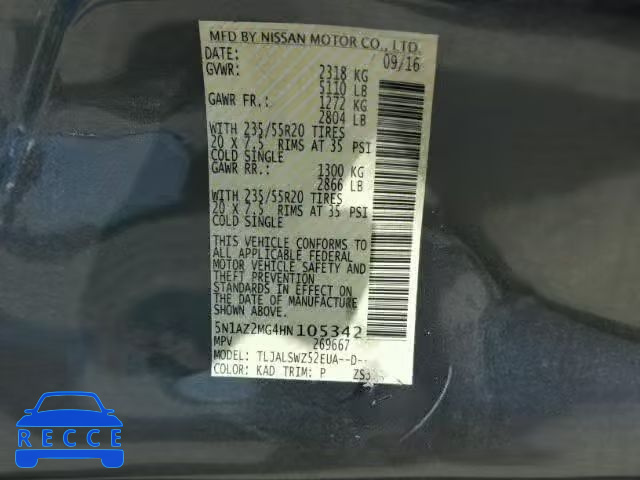 MFD BY NISSAN MOTOR CO., LTD.
DATE: 09/16
GVWR: 2318 KG
5110 LB
GAWR FR.: 1272 KG
2804 LB
WITH 235/55R20 TIRES
20 X 7.5 RIMS AT 35 PSI
COLD SINGLE
GAWR RR.: 1300 KG
2866 LB
WITH 235/55R20 TIRES
20 X 7.5 RIMS AT 35 PSI
COLD SINGLE
THIS VEHICLE CONFORMS TO
ALL APPLICABLE FEDERAL
MOTOR VEHICLE SAFETY AND
THEFT PREVENTION
STANDARDS IN EFFECT ON
THE DATE OF MANUFACTURE
SHOWN ABOVE.
5N1AZ2MG4HN105342
MPV 269667
MODEL: TLJALSWZ52EUA--D--
COLOR: KAD TRIM: P
RECCE